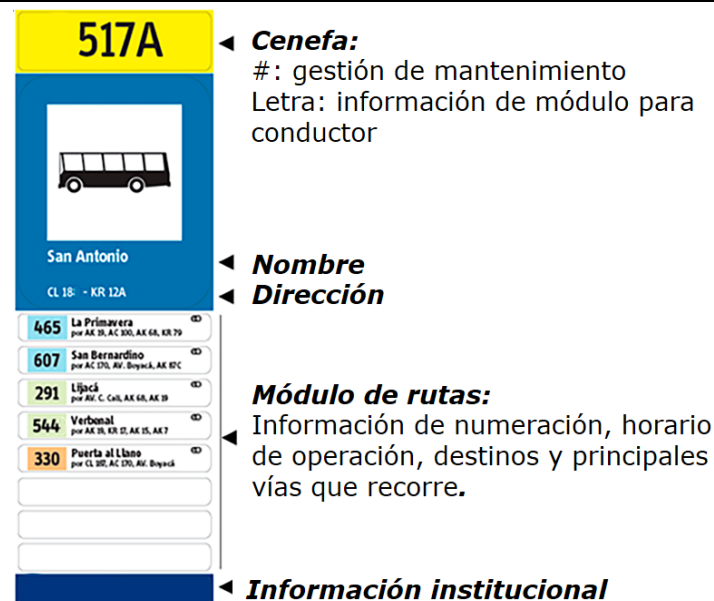 517A
Cenefa:
#: gestión de mantenimiento
Letra: información de módulo para
conductor
San Antonio
Nombre
CL 18 - KR 12A
Dirección
465 La Primavera
por AK 19, AC 100, AK 68, KR 79
607 San Bernardino
por AC 170, AV. Boyacá, AK 87C
291 Lijacá
por AV. C. Cali, AK 68, AK 19
544 Verbenal
por AK 19, KR 17, AK 15, AK 7
330 Puerta al Llano
por CL 187, AC 170, AV. Boyacá
Módulo de rutas:
Información de numeración, horario
de operación, destinos y principales
vías que recorre.
Información institucional